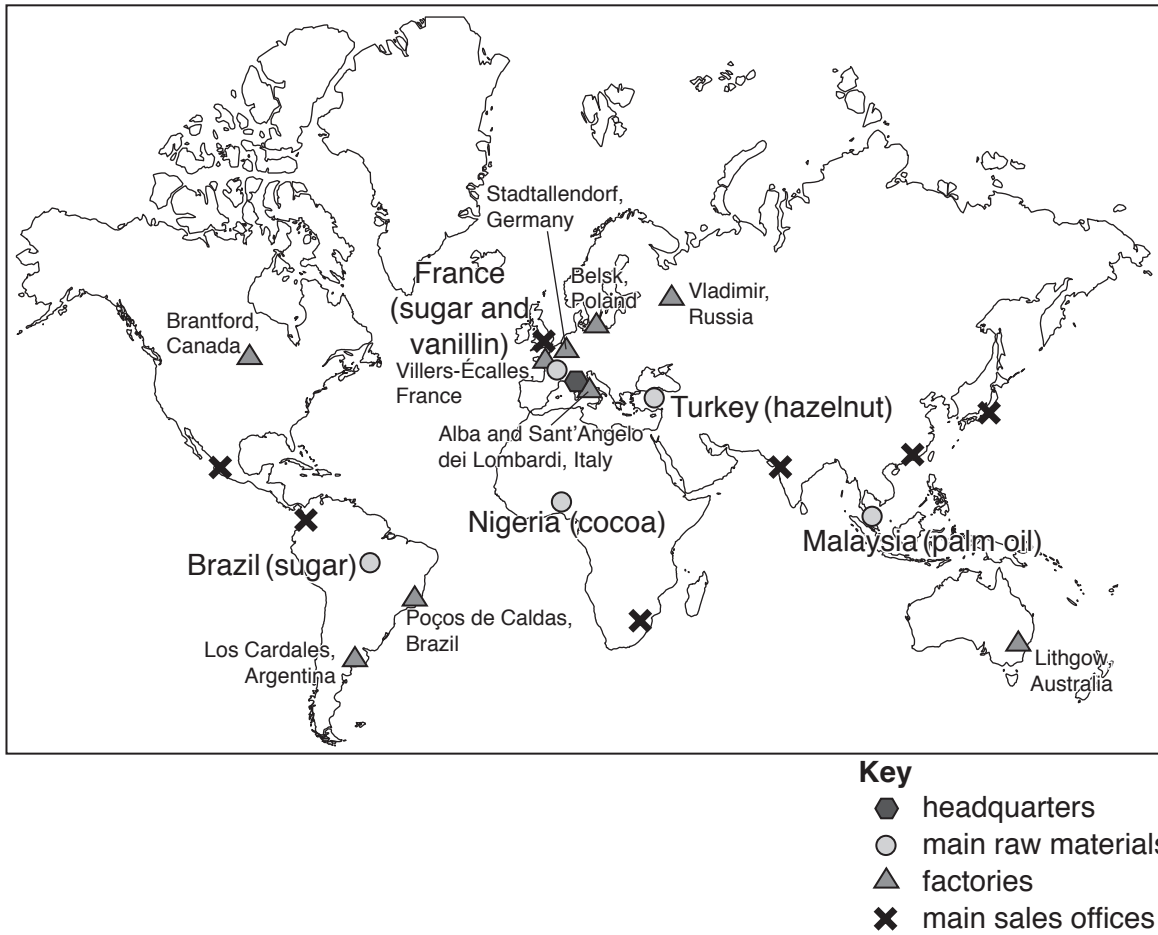 Stadtallendorf,
Germany
France
(sugar and
vanillin)
Belsk,
Poland
Vladimir,
Russia
Brantford,
Canada
Villers-Écalles,
France
Turkey (hazelnut)
Alba and Sant'Angelo
dei Lombardi, Italy
Nigeria (cocoa)
Malaysia (palm oil)
Brazil (sugar)
Poços de Caldas,
Brazil
Los Cardales,
Argentina
Lithgow,
Australia
Key
headquarters
main raw materials
factories
main sales offices